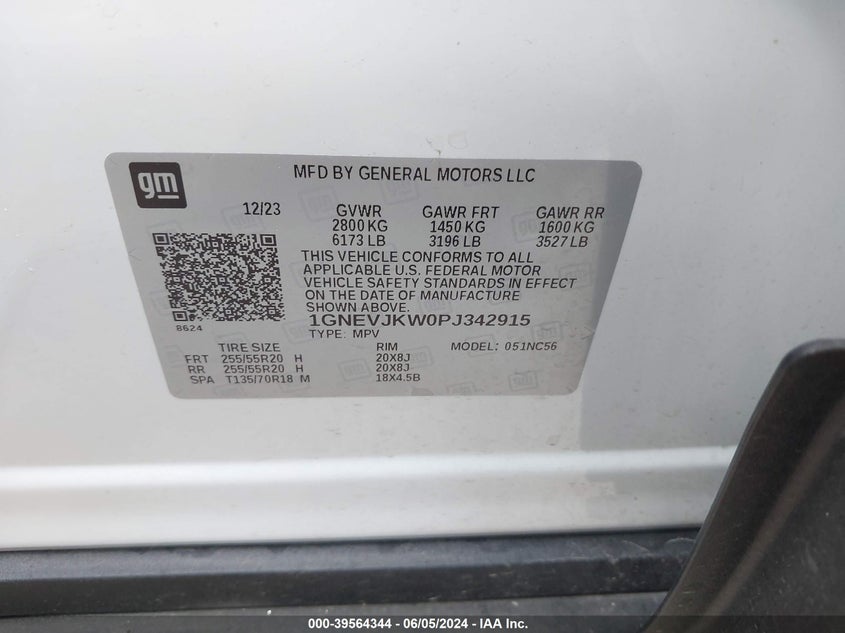 gm
MFD BY GENERAL MOTORS LLC
12/23 GVWR GAWR FRT GAWR RR
2800 KG 1450 KG 1600 KG
6173 LB 3196 LB 3527 LB
THIS VEHICLE CONFORMS TO ALL
APPLICABLE U.S. FEDERAL MOTOR
VEHICLE SAFETY STANDARDS IN EFFECT
ON THE DATE OF MANUFACTURE
SHOWN ABOVE.
8624
1GNEVJKW0PJ342915
TYPE: MPV
TIRE SIZE RIM MODEL: 051NC56
FRT 255/55R20 H 20X8J
RR 255/55R20 H 20X8J
SPA T135/70R18 M 18X4.5B
000-39564344 | 06/05/2024 - IAA Inc.